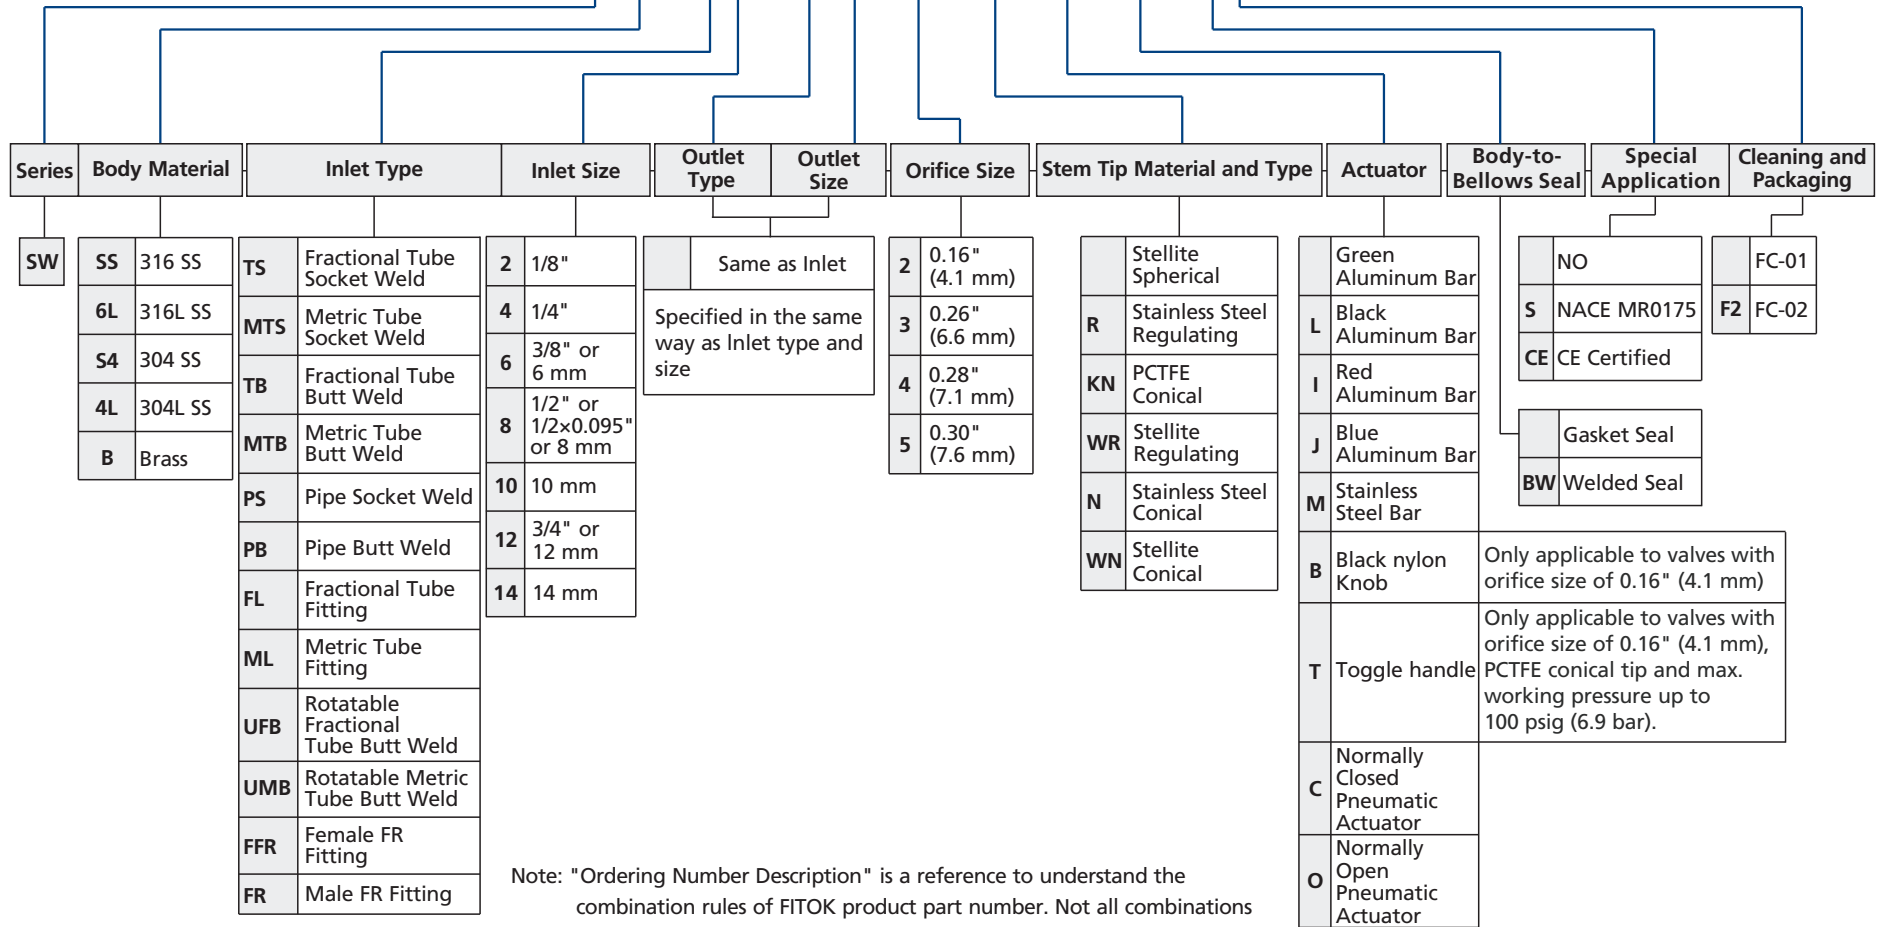 Series
Body Material
Inlet Type
Inlet Size
Outlet
Type
Outlet
Size
Orifice Size
Stem Tip Material and Type
Actuator
Body-to-
Bellows Seal
Special
Application
Cleaning and
Packaging
SW
SS 316 SS
6L 316L SS
S4 304 SS
4L 304L SS
B Brass
TS Fractional Tube
Socket Weld
MTS Metric Tube
Socket Weld
TB Fractional Tube
Butt Weld
MTB Metric Tube
Butt Weld
PS Pipe Socket Weld
PB Pipe Butt Weld
FL Fractional Tube
Fitting
ML Metric Tube
Fitting
UFB Rotatable
Fractional
Tube Butt Weld
UMB Rotatable Metric
Tube Butt Weld
FFR Female FR
Fitting
FR Male FR Fitting
2 1/8"
4 1/4"
6 3/8" or
6 mm
8 1/2" or
1/2×0.095"
or 8 mm
10 10 mm
12 3/4" or
12 mm
14 14 mm
Same as Inlet
Specified in the same
way as Inlet type and
size
2 0.16"
(4.1 mm)
3 0.26"
(6.6 mm)
4 0.28"
(7.1 mm)
5 0.30"
(7.6 mm)
Stellite
Spherical
R Stainless Steel
Regulating
KN PCTFE
Conical
WR Stellite
Regulating
N Stainless Steel
Conical
WN Stellite
Conical
Green
Aluminum Bar
L Black
Aluminum Bar
I Red
Aluminum Bar
J Blue
Aluminum Bar
M Stainless
Steel Bar
B Black nylon
Knob
Only applicable to valves with
orifice size of 0.16" (4.1 mm)
T Toggle handle
Only applicable to valves with
orifice size of 0.16" (4.1 mm),
PCTFE conical tip and max.
working pressure up to
100 psig (6.9 bar).
C Normally
Closed
Pneumatic
Actuator
O Normally
Open
Pneumatic
Actuator
NO
S NACE MR0175
CE CE Certified
Gasket Seal
BW Welded Seal
FC-01
F2 FC-02
Note: "Ordering Number Description" is a reference to understand the
combination rules of FITOK product part number. Not all combinations